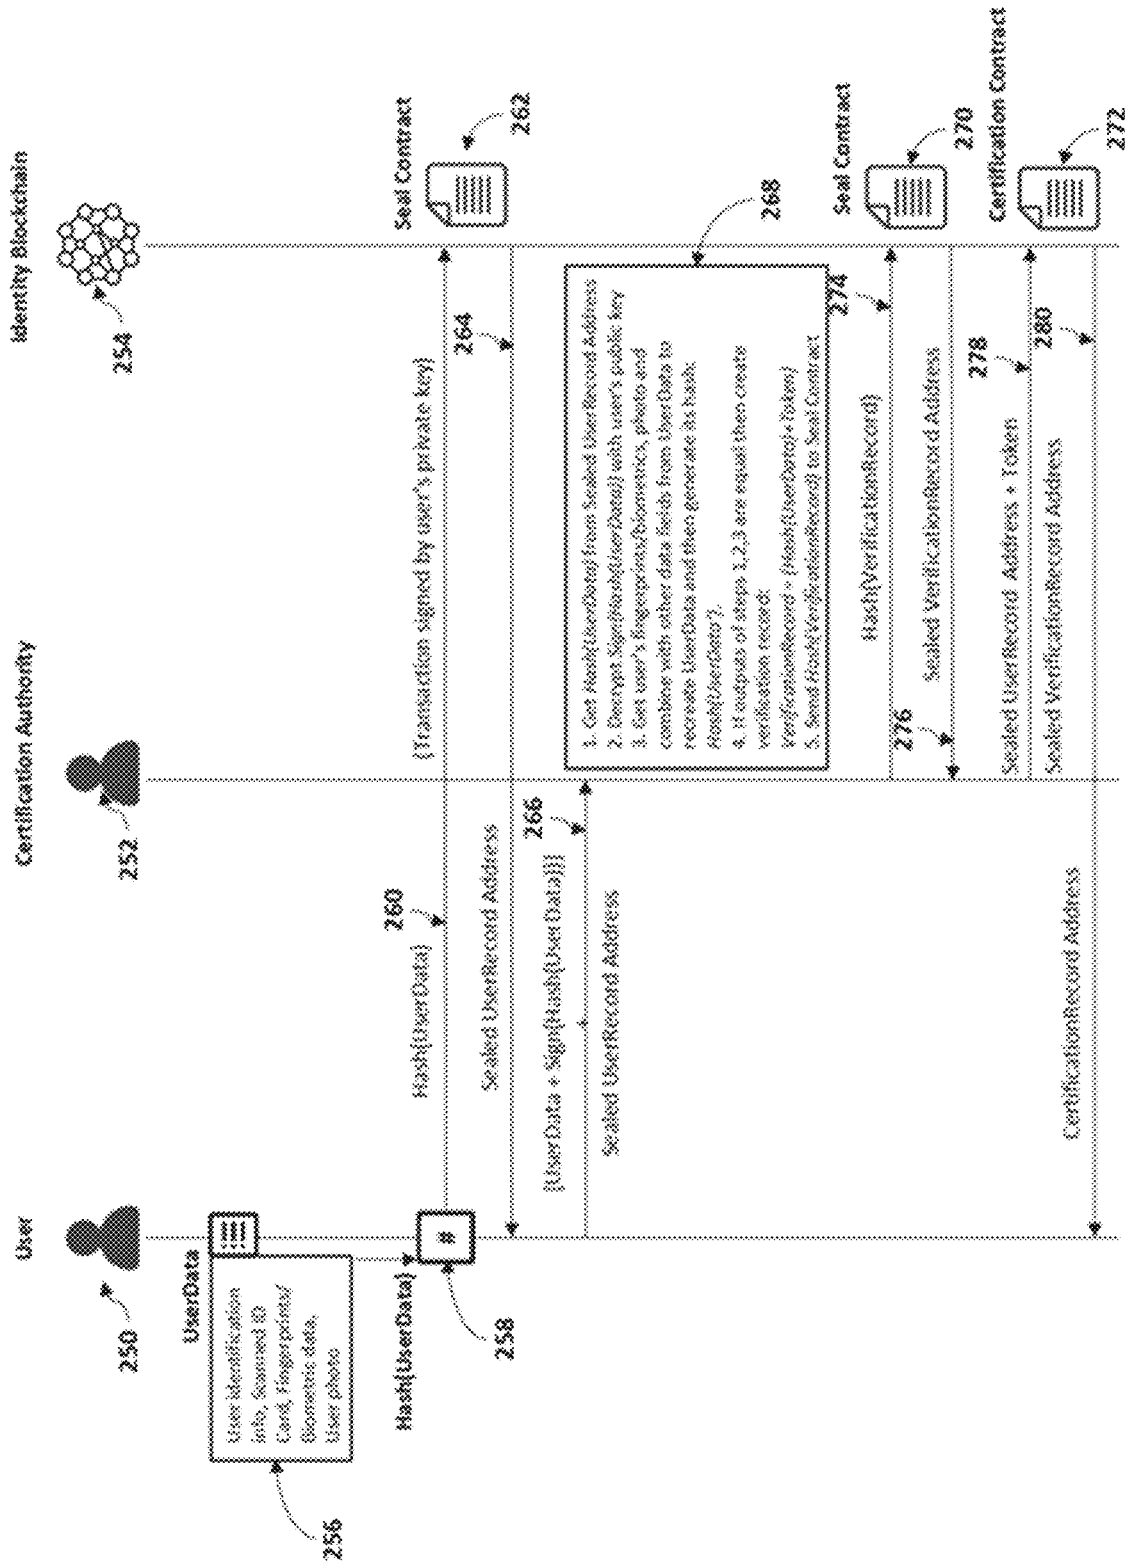 User
Certification Authority
Identity Blockchain
250
252
254
UserData
User identification
info, Scanned ID
Card, Fingerprints/
Biometric data,
User photo
256
Hash{UserData}
#
258
Hash{UserData}
260
{Transaction signed by user's private key}
Seal Contract
262
Sealed UserRecord Address
264
{UserData + Sign{Hash{UserData}}}
266
Sealed UserRecord Address
1. Get Hash{UserData} from Sealed UserRecord Address
2. Decrypt Sign{Hash{UserData}} with user's public key
3. Get user's fingerprints/biometrics, photo and
combine with other data fields from UserData to
recreate UserData and then generate its hash:
Hash{UserData'}.
4. If outputs of steps 1,2,3 are equal then create
verification record:
VerificationRecord = {Hash{UserData}+Token}
5. Send Hash{VerificationRecord} to Seal Contract
268
Hash{VerificationRecord}
274
Seal Contract
270
Sealed VerificationRecord Address
276
Sealed UserRecord Address + Token
Sealed VerificationRecord Address
278
Certification Contract
272
CertificationRecord Address
280